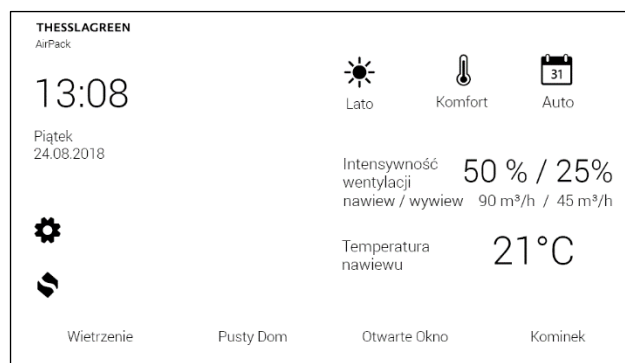 THESSLAGREEN
AirPack
13:08
Piątek
24.08.2018
Lato
Komfort
31
Auto
Intensywność
wentylacji
nawiew / wywiew
50 % / 25%
90 m³/h / 45 m³/h
Temperatura
nawiewu
21°C
Wietrzenie
Pusty Dom
Otwarte Okno
Kominek